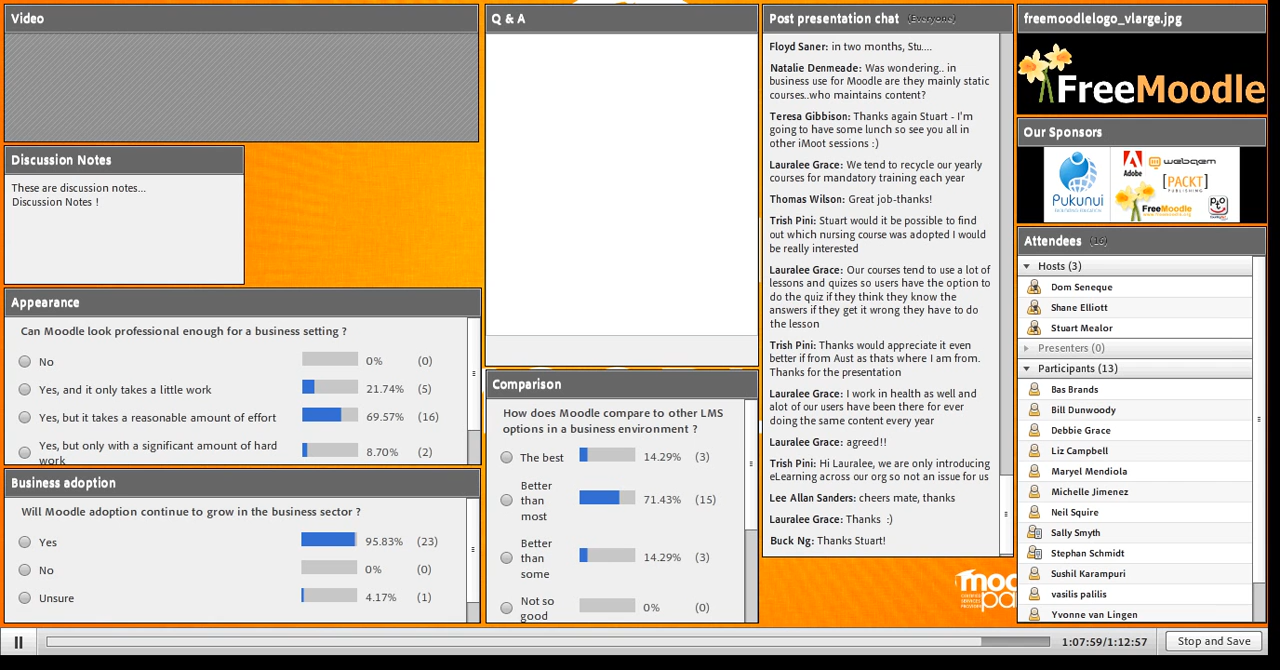 Video
Discussion Notes
These are discussion notes...
Discussion Notes !
Appearance
Can Moodle look professional enough for a business setting ?
No 0% (0)
Yes, and it only takes a little work 21.74% (5)
Yes, but it takes a reasonable amount of effort 69.57% (16)
Yes, but only with a significant amount of hard
work 8.70% (2)
Business adoption
Will Moodle adoption continue to grow in the business sector ?
Yes 95.83% (23)
No 0% (0)
Unsure 4.17% (1)
Q & A
Comparison
How does Moodle compare to other LMS
options in a business environment ?
The best 14.29% (3)
Better
than
most
71.43% (15)
Better
than
some
14.29% (3)
Not so
good
0% (0)
Post presentation chat (Everyone)
Floyd Saner: in two months, Stu....
Natalie Denmeade: Was wondering.. in
business use for Moodle are they mainly static
courses..who maintains content?
Teresa Gibbison: Thanks again Stuart - I'm
going to have some lunch so see you all in
other iMoot sessions :)
Lauralee Grace: We tend to recycle our yearly
courses for mandatory training each year
Thomas Wilson: Great job-thanks!
Trish Pini: Stuart would it be possible to find
out which nursing course was adopted I would
be really interested
Lauralee Grace: Our courses tend to use a lot of
lessons and quizes so users have the option to
do the quiz if they think they know the
answers if they get it wrong they have to do
the lesson
Trish Pini: Thanks would appreciate it even
better if from Aust as thats where I am from.
Thanks for the presentation
Lauralee Grace: I work in health as well and
alot of our users have been there for ever
doing the same content every year
Lauralee Grace: agreed!!
Trish Pini: Hi Lauralee, we are only introducing
eLearning across our org so not an issue for us
Lee Allan Sanders: cheers mate, thanks
Lauralee Grace: Thanks :)
Buck Ng: Thanks Stuart!
freemoodlelogo_vlarge.jpg
FreeMoodle
Our Sponsors
Pukunui
Adobe
webqem
[PACKT]
PUBLISHING
FreeMoodle
Attendees (16)
Hosts (3)
Dom Seneque
Shane Elliott
Stuart Mealor
Presenters (0)
Participants (13)
Bas Brands
Bill Dunwoody
Debbie Grace
Liz Campbell
Maryel Mendiola
Michelle Jimenez
Neil Squire
Sally Smyth
Stephan Schmidt
Sushil Karampuri
vasilis palilis
Yvonne van Lingen
moo
pa
1:07:59/1:12:57
Stop and Save